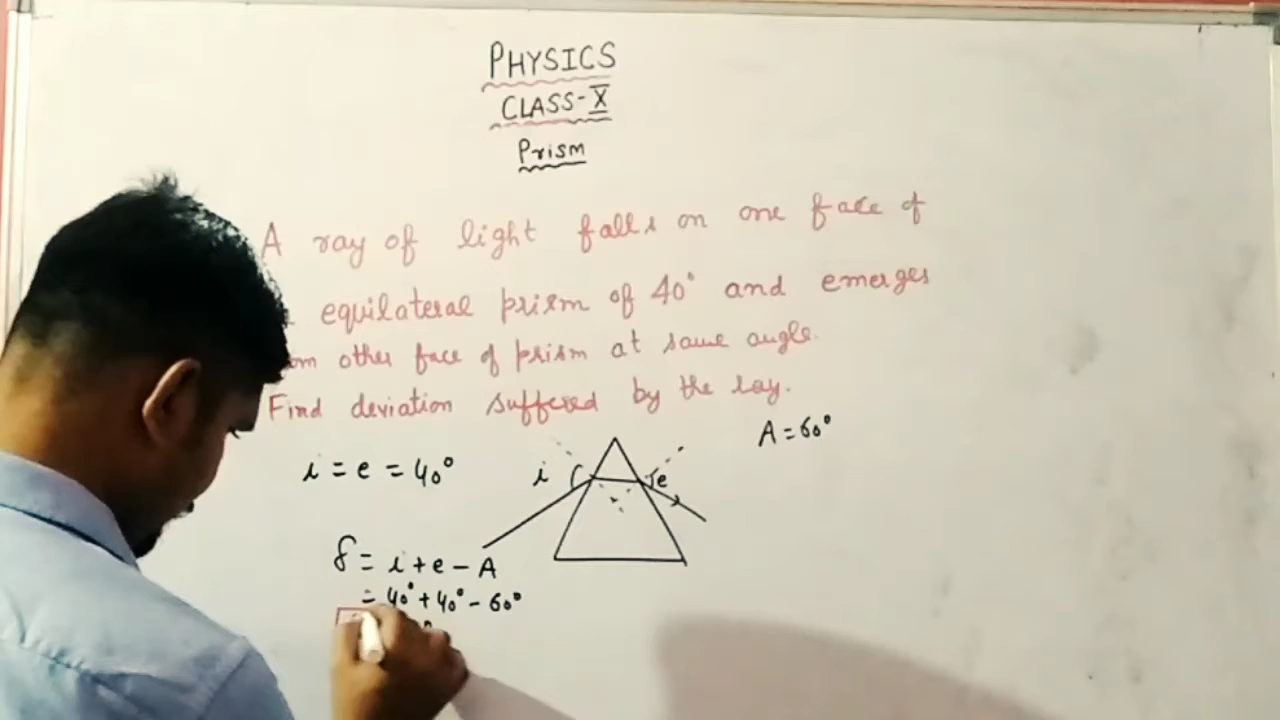 PHYSICS
CLASS-X
Prism
A ray of light falls on one face of
equilateral prism of 40° and emerges
om other face of prism at same angle.
Find deviation suffered by the ray.
A = 60°
i = e = 40°
i
e
δ = i + e - A
= 40° + 40° - 60°